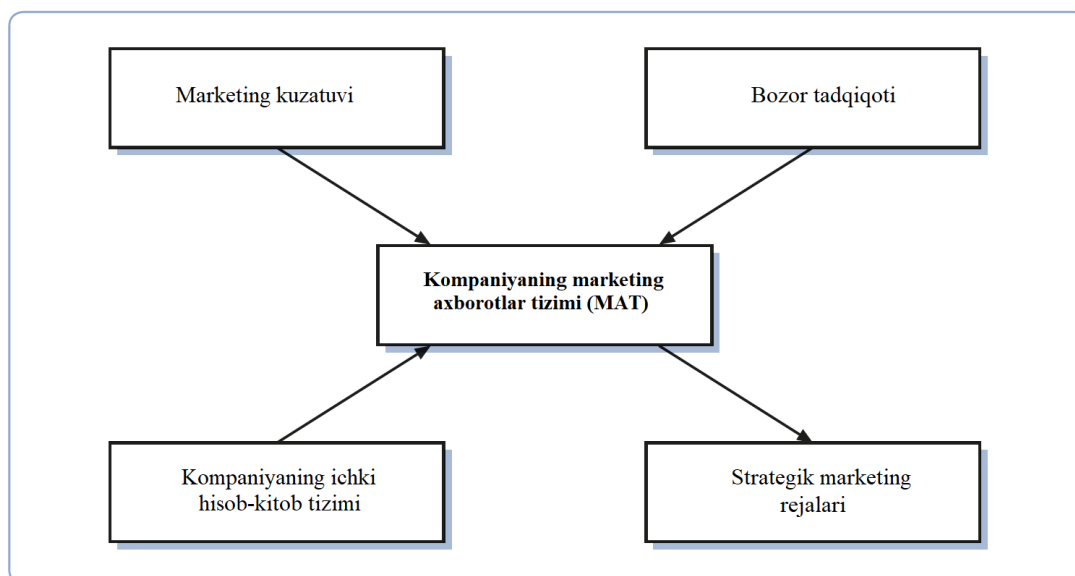 Marketing kuzatuvi
Bozor tadqiqoti
Kompaniyaning marketing
axborotlar tizimi (MAT)
Kompaniyaning ichki
hisob-kitob tizimi
Strategik marketing
rejalari